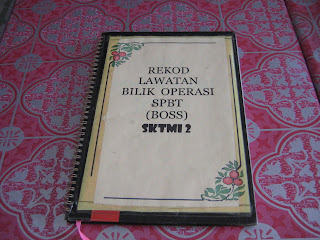 REKOD
LAWATAN
BILIK OPERASI
SPBT
(BOSS)
SKTMI 2